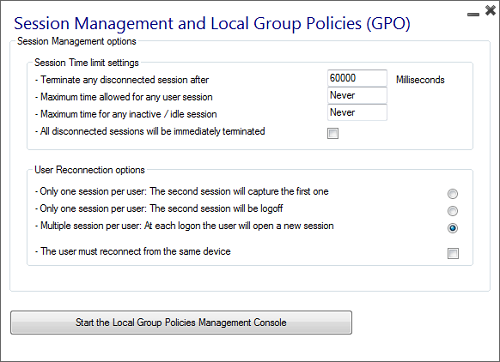 Session Management and Local Group Policies (GPO)
Session Management options
Session Time limit settings
- Terminate any disconnected session after 60000 Milliseconds
- Maximum time allowed for any user session Never
- Maximum time for any inactive / idle session Never
- All disconnected sessions will be immediately terminated
User Reconnection options
- Only one session per user: The second session will capture the first one
- Only one session per user: The second session will be logoff
- Multiple session per user: At each logon the user will open a new session
- The user must reconnect from the same device
Start the Local Group Policies Management Console